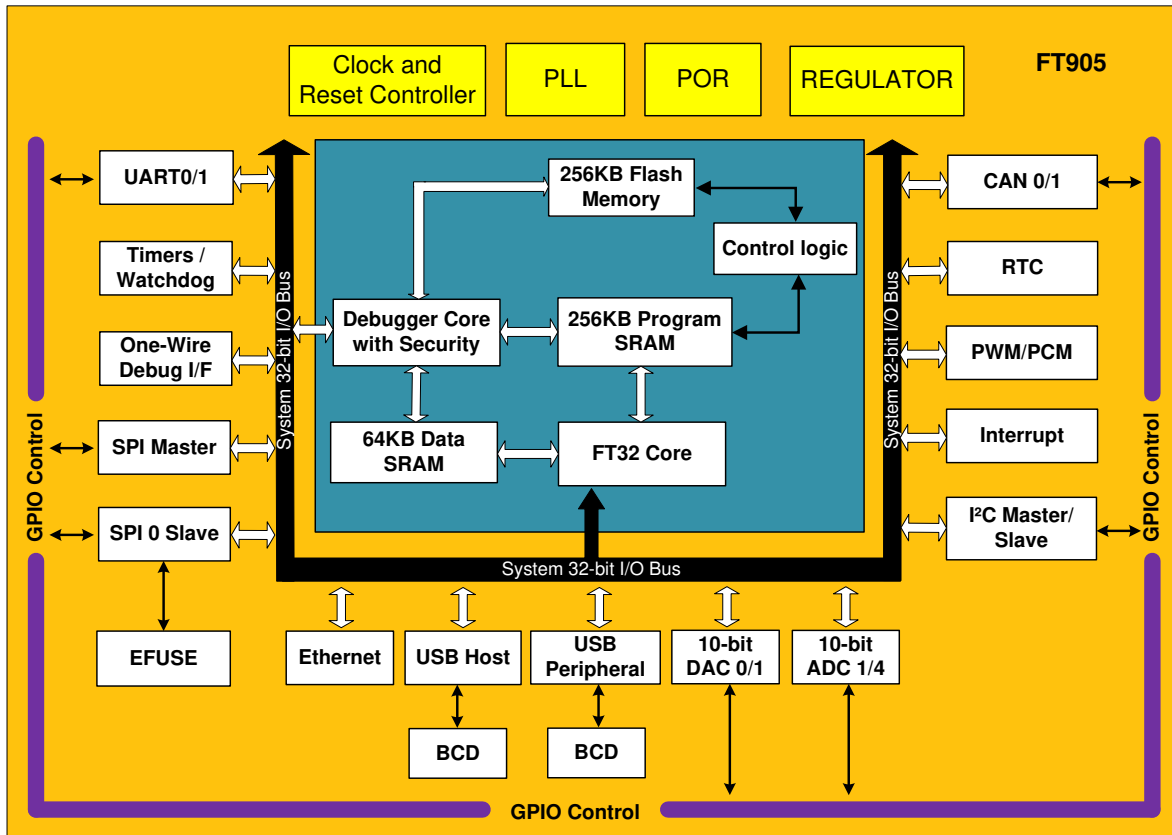 FT905
Clock and
Reset Controller
PLL
POR
REGULATOR
UART0/1
Timers /
Watchdog
One-Wire
Debug I/F
SPI Master
SPI 0 Slave
EFUSE
GPIO Control
System 32-bit I/O Bus
256KB Flash
Memory
Control logic
Debugger Core
with Security
256KB Program
SRAM
64KB Data
SRAM
FT32 Core
System 32-bit I/O Bus
System 32-bit I/O Bus
CAN 0/1
RTC
PWM/PCM
Interrupt
I²C Master/
Slave
GPIO Control
Ethernet
USB Host
USB
Peripheral
10-bit
DAC 0/1
10-bit
ADC 1/4
BCD
BCD
GPIO Control